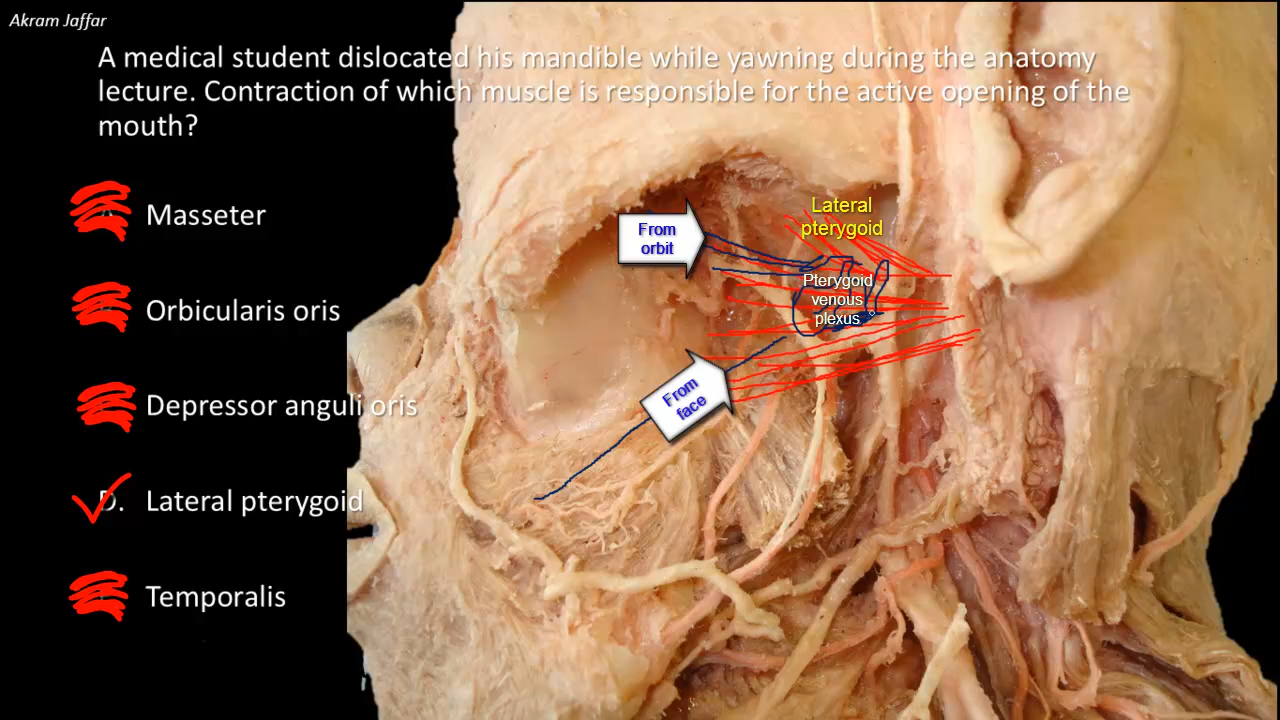 Akram Jaffar
A medical student dislocated his mandible while yawning during the anatomy
lecture. Contraction of which muscle is responsible for the active opening of the
mouth?
Masseter
Orbicularis oris
Depressor anguli oris
D. Lateral pterygoid
Temporalis
Lateral
pterygoid
From
orbit
Pterygoid
venous
plexus
From
face